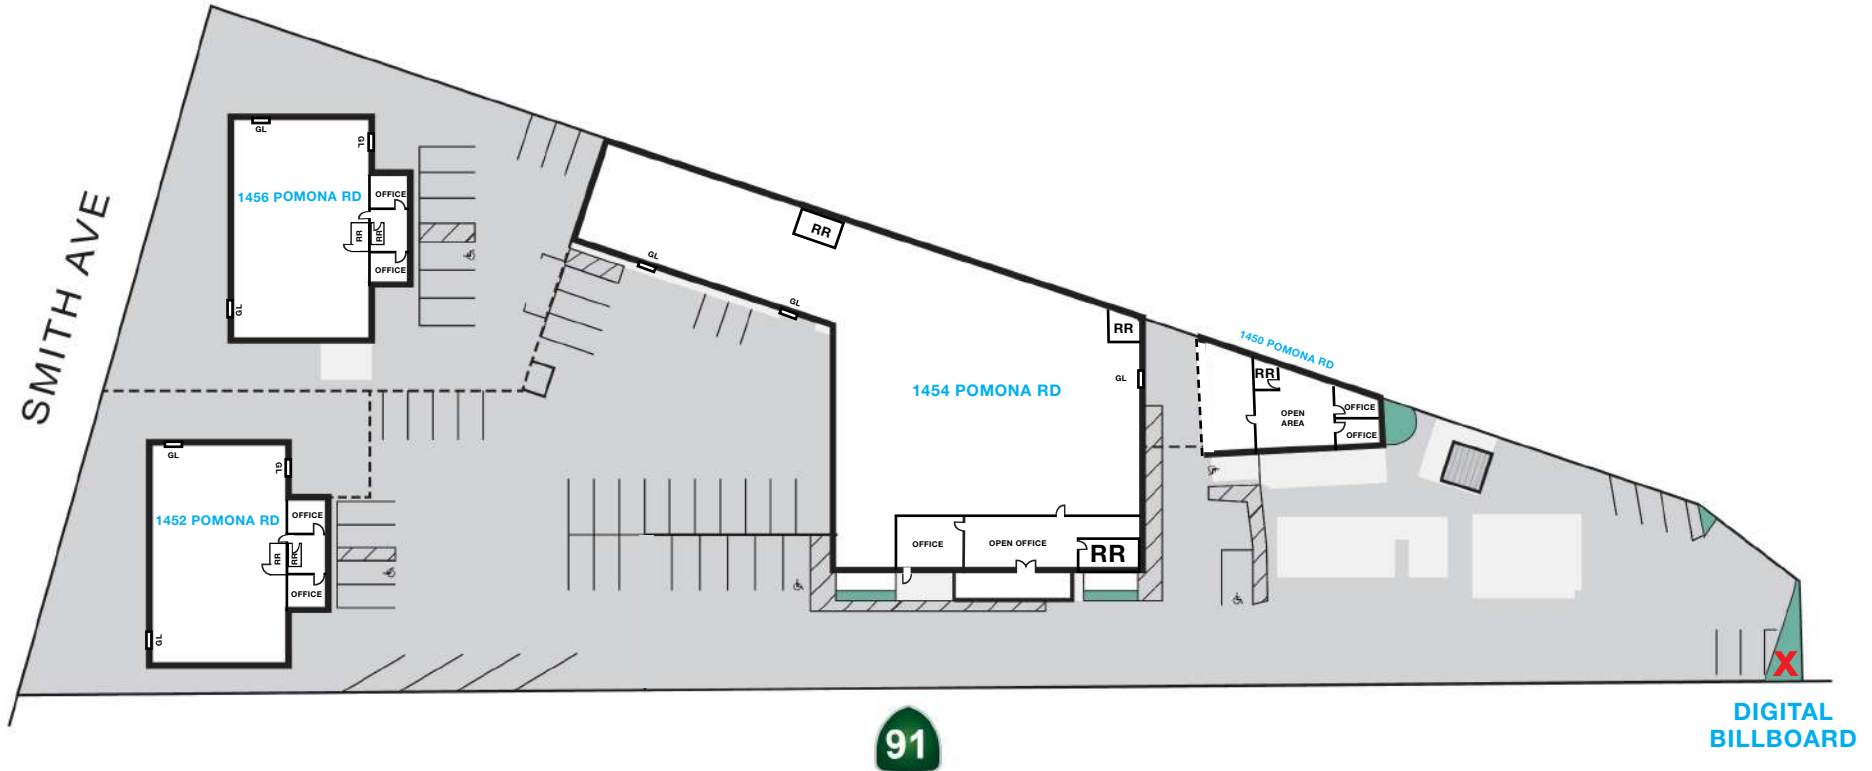 SMITH AVE
GL
GL
1456 POMONA RD
OFFICE
RR
RR
OFFICE
GL
GL
GL
1452 POMONA RD
OFFICE
RR
RR
OFFICE
GL
RR
GL
GL
RR
GL
1454 POMONA RD
OFFICE
OPEN OFFICE
RR
1450 POMONA RD
RR
OPEN
AREA
OFFICE
OFFICE
X
DIGITAL
BILLBOARD
91